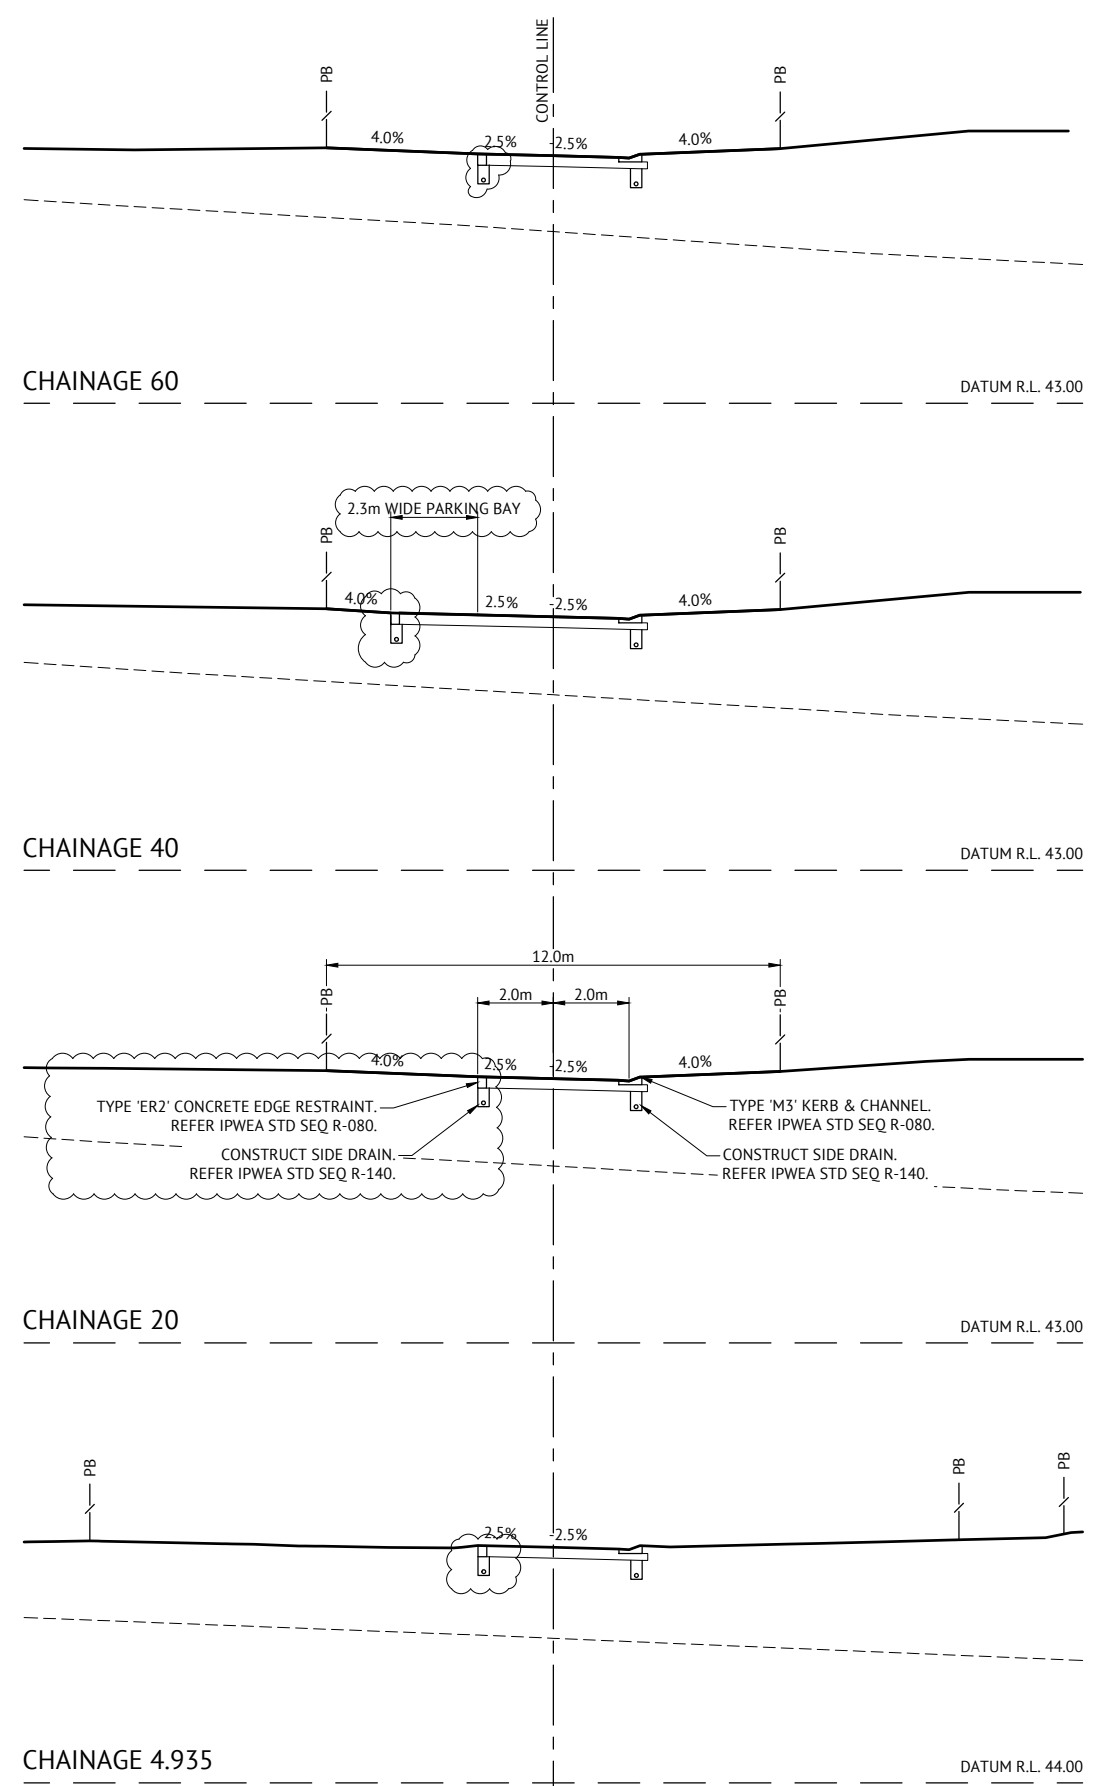 CONTROL LINE
PB
PB
4.0%
2.5%
-2.5%
4.0%
CHAINAGE 60
DATUM R.L. 43.00
2.3m WIDE PARKING BAY
PB
PB
4.0%
2.5%
-2.5%
4.0%
CHAINAGE 40
DATUM R.L. 43.00
12.0m
2.0m
2.0m
PB
PB
4.0%
2.5%
-2.5%
4.0%
TYPE 'ER2' CONCRETE EDGE RESTRAINT.
REFER IPWEA STD SEQ R-080.
CONSTRUCT SIDE DRAIN.
REFER IPWEA STD SEQ R-140.
TYPE 'M3' KERB & CHANNEL.
REFER IPWEA STD SEQ R-080.
CONSTRUCT SIDE DRAIN.
REFER IPWEA STD SEQ R-140.
CHAINAGE 20
DATUM R.L. 43.00
PB
PB
PB
2.5%
-2.5%
CHAINAGE 4.935
DATUM R.L. 44.00